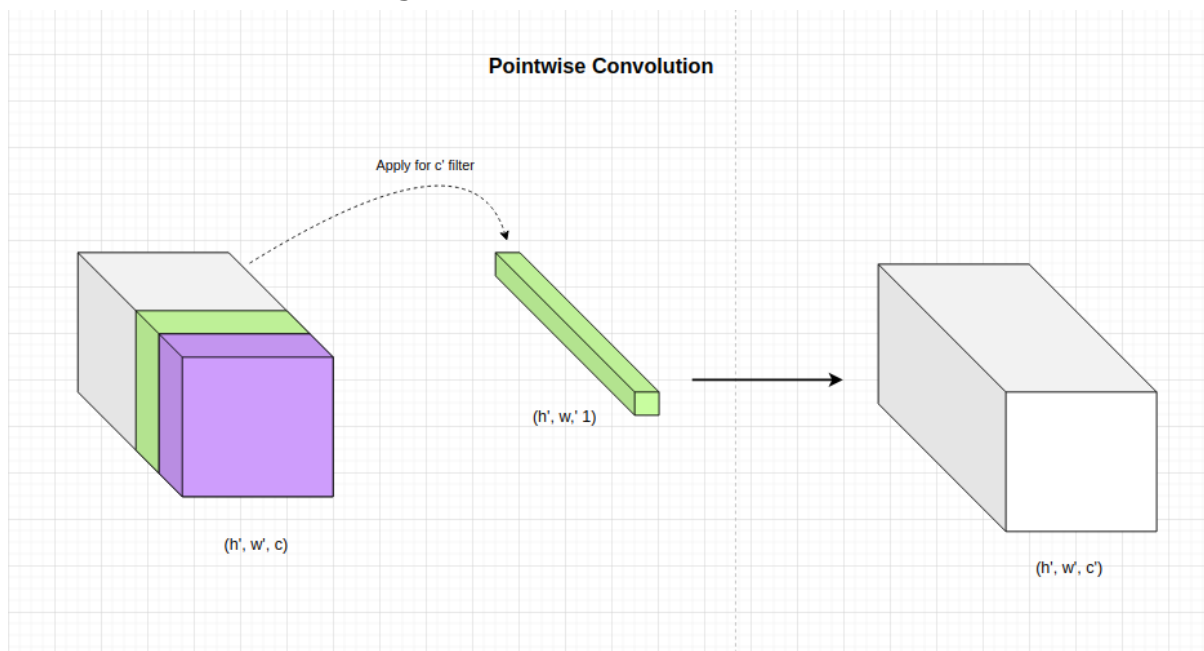 Pointwise Convolution
Apply for c' filter
(h', w,' 1)
(h', w', c)
(h', w', c')